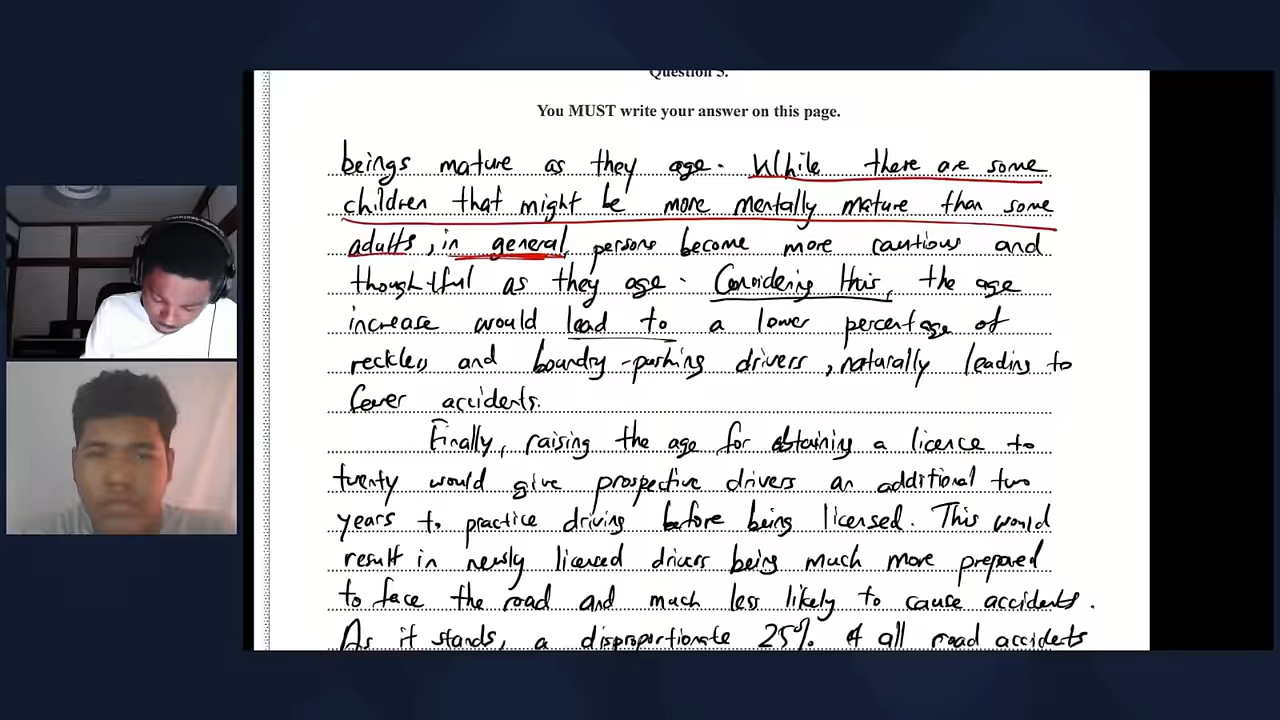 Question 5.
You MUST write your answer on this page.
beings mature as they age. While there are some
children that might be more mentally mature than some
adults, in general, persons become more cautious and
thoughtful as they age. Considering this, the age
increase would lead to a lower percentage of
reckless and boundry-pushing drivers, naturally leading to
fewer accidents.
Finally, raising the age for obtaining a licence to
twenty would give prospective drivers an additional two
years to practice driving before being licensed. This would
result in newly licensed drivers being much more prepared
to face the road and much less likely to cause accidents.
As it stands, a disproportionate 25% of all road accidents